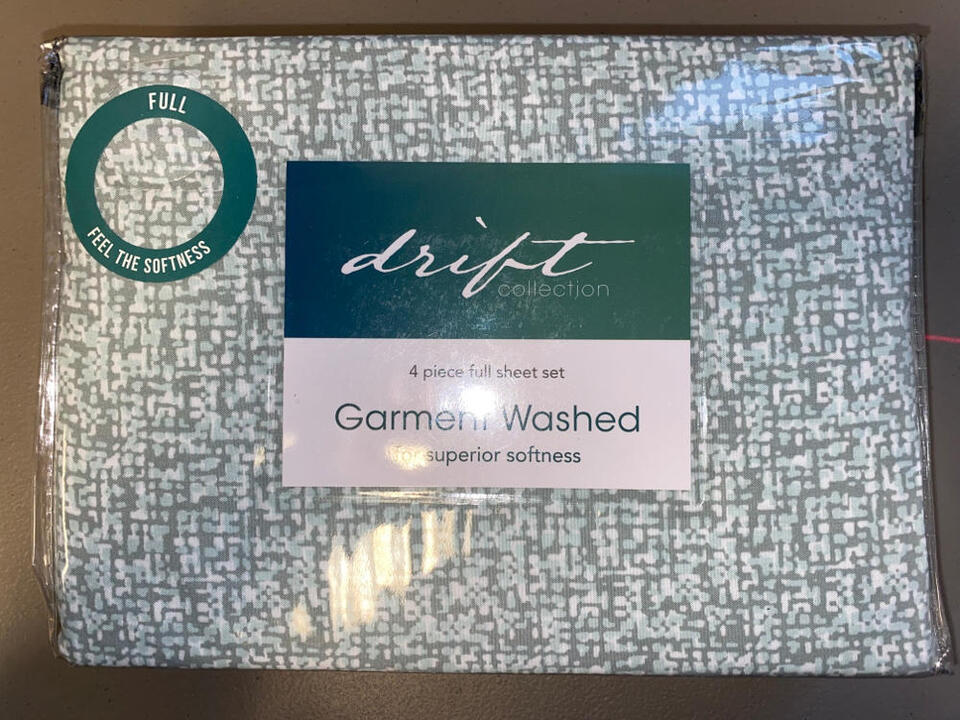 FULL
FEEL THE SOFTNESS
drift
collection
4 piece full sheet set
Garment Washed
for superior softness